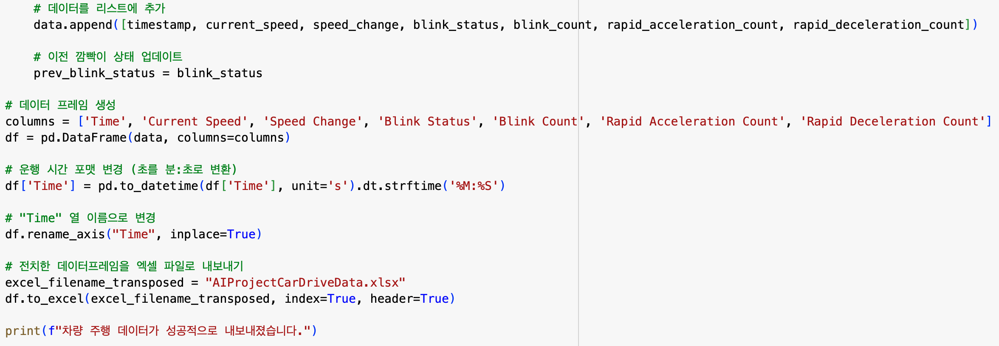 # 데이터를 리스트에 추가
data.append([timestamp, current_speed, speed_change, blink_status, blink_count, rapid_acceleration_count, rapid_deceleration_count])
# 이전 깜빡이 상태 업데이트
prev_blink_status = blink_status
# 데이터 프레임 생성
columns = ['Time', 'Current Speed', 'Speed Change', 'Blink Status', 'Blink Count', 'Rapid Acceleration Count', 'Rapid Deceleration Count']
df = pd.DataFrame(data, columns=columns)
# 운행 시간 포맷 변경 (초를 분:초로 변환)
df['Time'] = pd.to_datetime(df['Time'], unit='s').dt.strftime('%M:%S')
# "Time" 열 이름으로 변경
df.rename_axis("Time", inplace=True)
# 전치한 데이터프레임을 엑셀 파일로 내보내기
excel_filename_transposed = "AIProjectCarDriveData.xlsx"
df.to_excel(excel_filename_transposed, index=True, header=True)
print(f"차량 주행 데이터가 성공적으로 내보내졌습니다.")